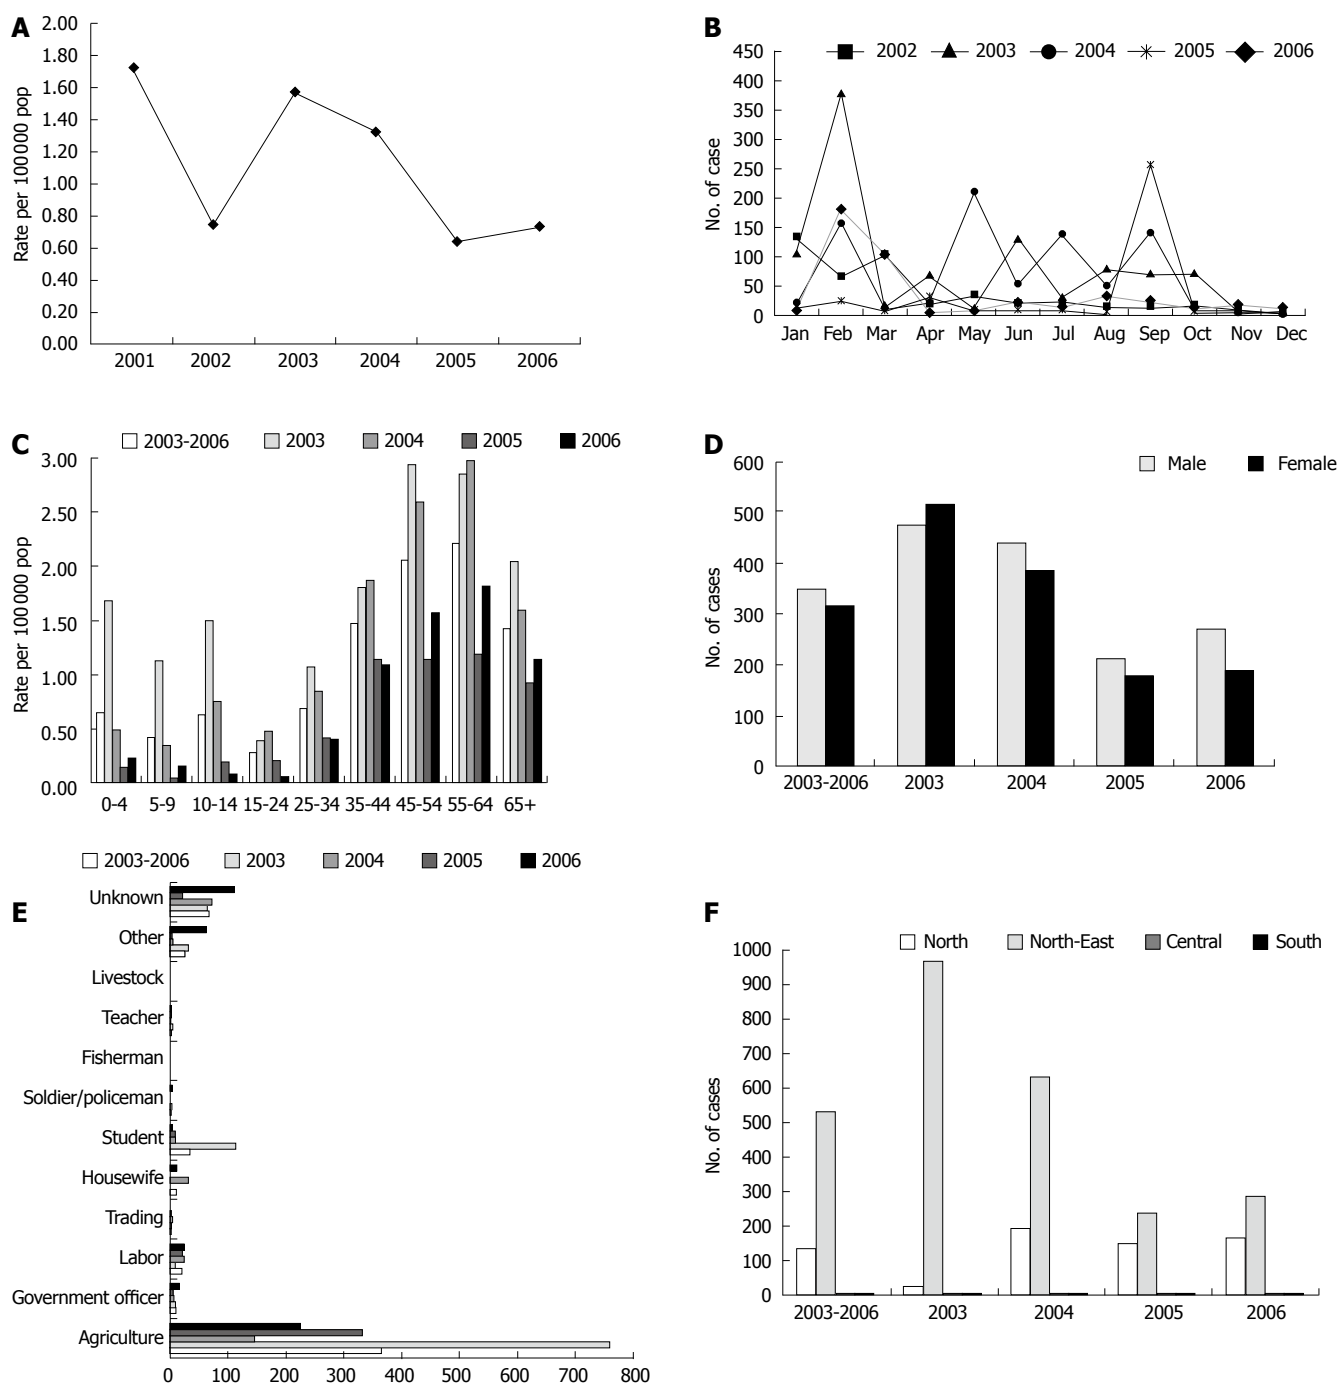 A
Rate per 100000 pop
2.00
1.80
1.60
1.40
1.20
1.00
0.80
0.60
0.40
0.20
0.00
2001 2002 2003 2004 2005 2006
B
2002 2003 2004 2005 2006
No. of case
450
400
350
300
250
200
150
100
50
0
Jan Feb Mar Apr May Jun Jul Aug Sep Oct Nov Dec
C
2003-2006 2003 2004 2005 2006
Rate per 100000 pop
3.00
2.50
2.00
1.50
1.00
0.50
0.00
0-4 5-9 10-14 15-24 25-34 35-44 45-54 55-64 65+
D
Male Female
No. of cases
600
500
400
300
200
100
0
2003-2006 2003 2004 2005 2006
E
2003-2006 2003 2004 2005 2006
Unknown
Other
Livestock
Teacher
Fisherman
Soldier/policeman
Student
Housewife
Trading
Labor
Government officer
Agriculture
0 100 200 300 400 500 600 700 800
F
North North-East Central South
No. of cases
1000
900
800
700
600
500
400
300
200
100
0
2003-2006 2003 2004 2005 2006